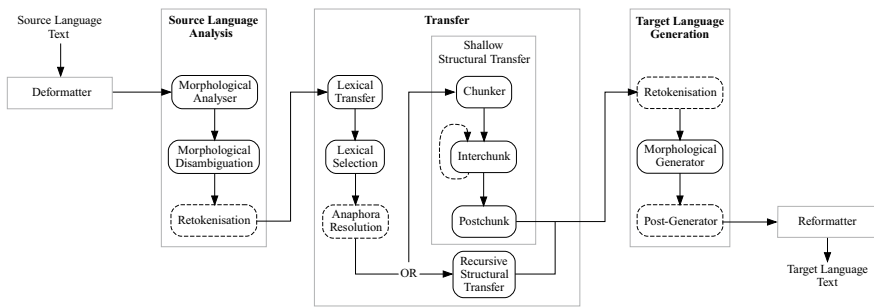 Source Language
Text
Deformatter
Source Language
Analysis
Morphological
Analyser
Morphological
Disambiguation
Retokenisation
Transfer
Lexical
Transfer
Lexical
Selection
Anaphora
Resolution
OR
Shallow
Structural Transfer
Chunker
Interchunk
Postchunk
Recursive
Structural
Transfer
Target Language
Generation
Retokenisation
Morphological
Generator
Post-Generator
Reformatter
Target Language
Text